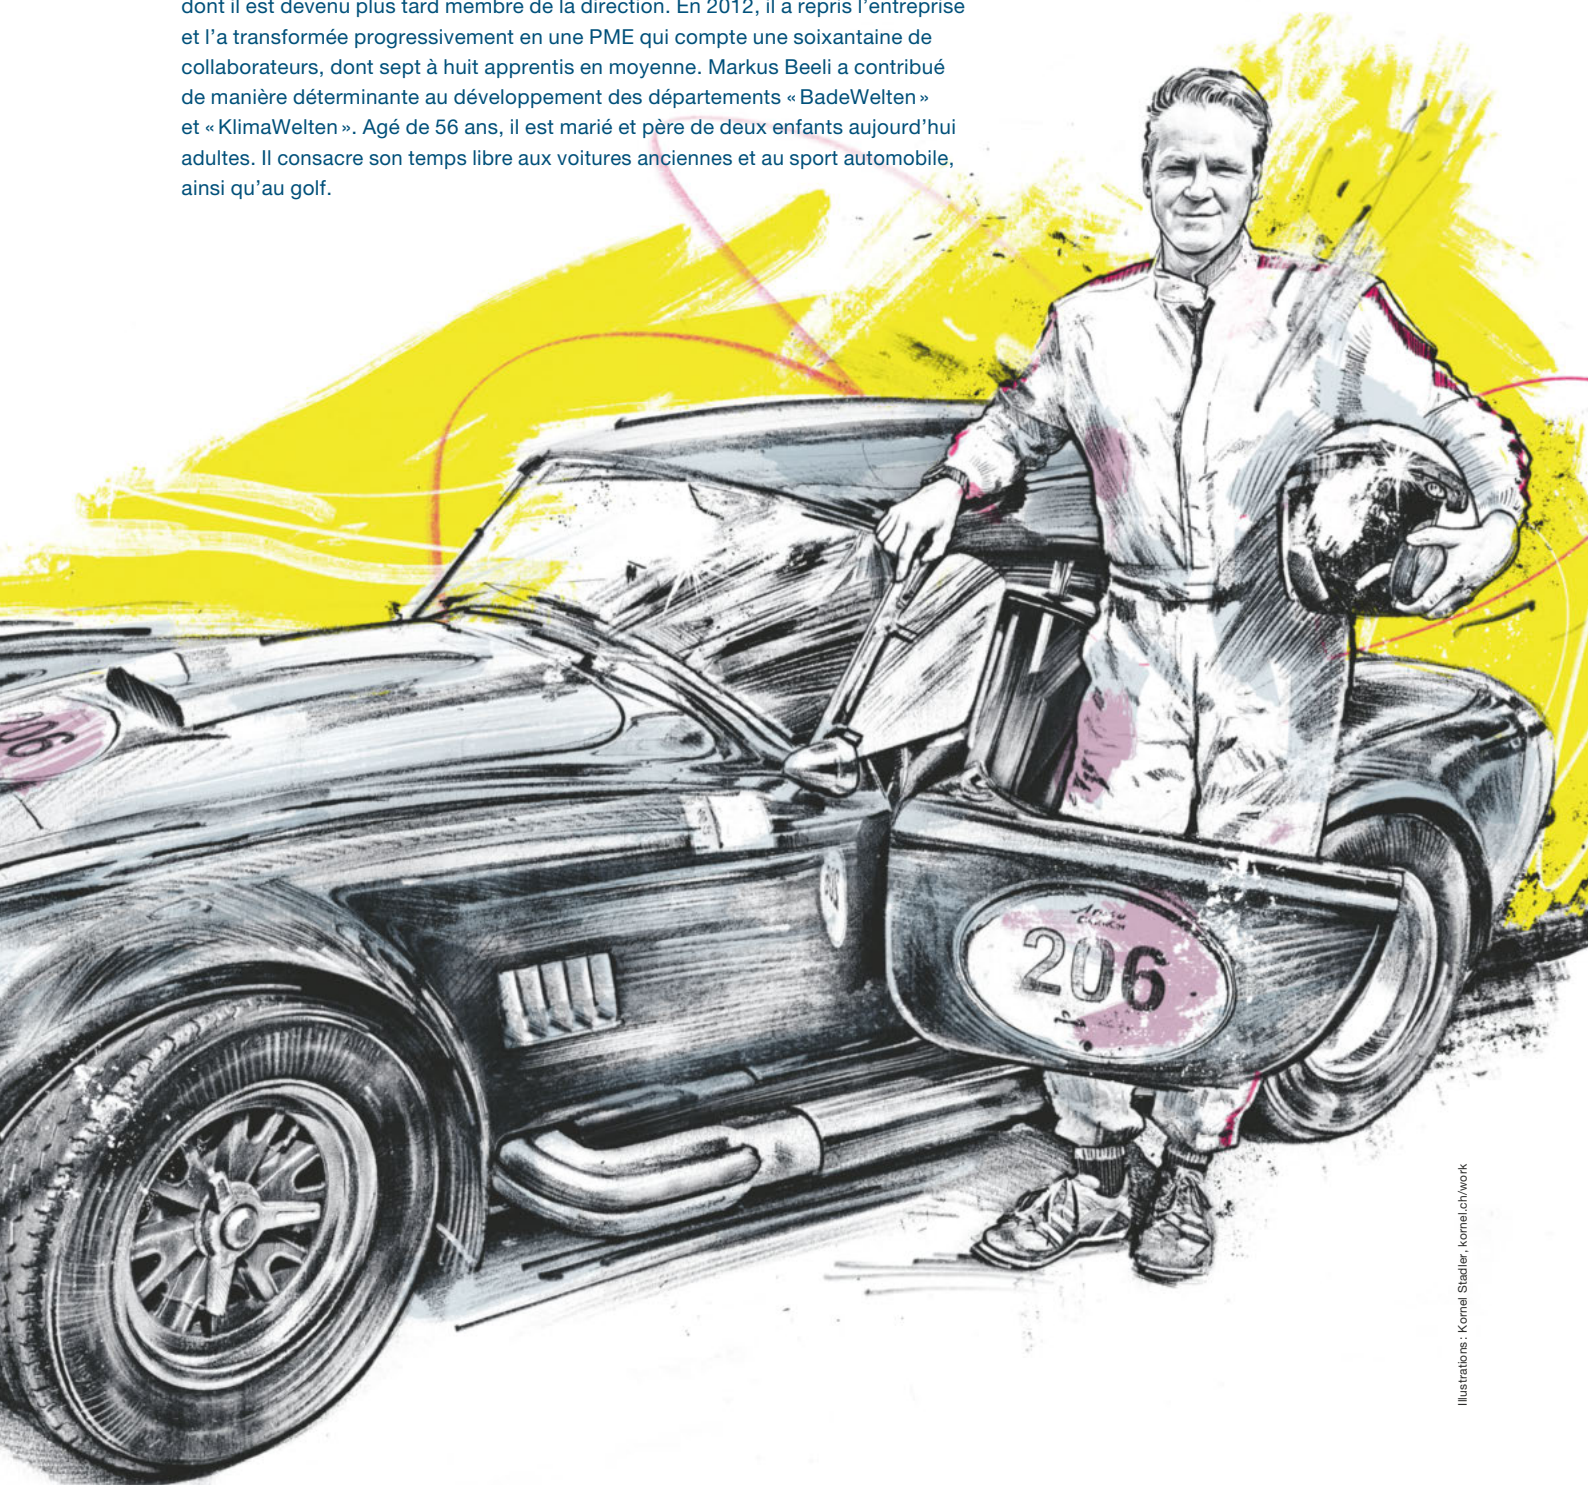 dont il est devenu plus tard membre de la direction. En 2012, il a repris l’entreprise
et l’a transformée progressivement en une PME qui compte une soixantaine de
collaborateurs, dont sept à huit apprentis en moyenne. Markus Beeli a contribué
de manière déterminante au développement des départements « BadeWelten »
et « KlimaWelten ». Agé de 56 ans, il est marié et père de deux enfants aujourd’hui
adultes. Il consacre son temps libre aux voitures anciennes et au sport automobile,
ainsi qu’au golf.
206
206
Illustrations: Kornel Stadler, kornel.ch/work